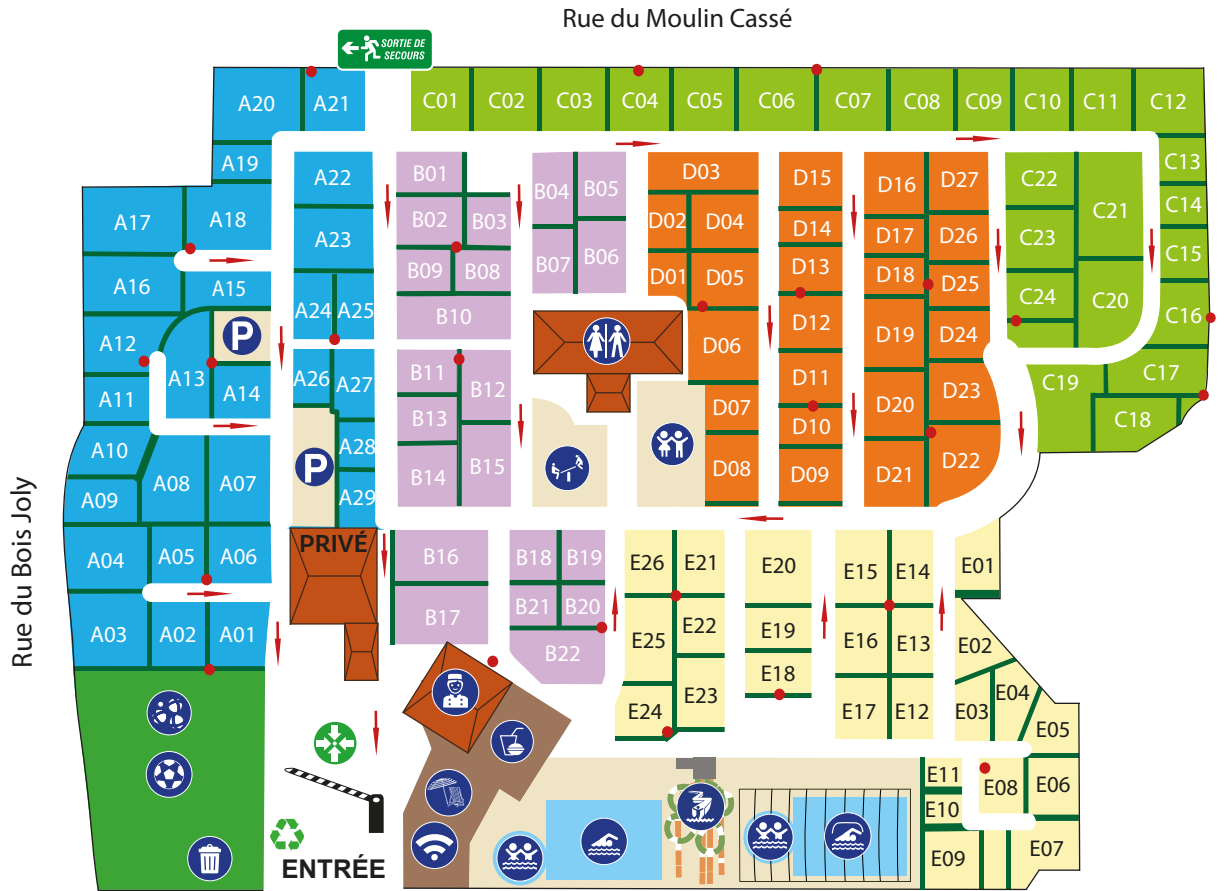 Rue du Moulin Cassé
SORTIE DE
SECOURS
A20
A21
C01
C02
C03
C04
C05
C06
C07
C08
C09
C10
C11
C12
A19
A22
B01
B04
B05
D03
D15
D16
D27
C22
C21
C13
C14
A17
A18
A23
B02
B03
D02
D04
D14
D17
D26
C23
C15
A16
A15
B09
B08
B07
B06
D01
D05
D13
D18
D25
C24
C20
C16
A24
A25
B10
A12
P
D06
D12
D19
D24
A13
A14
A26
A27
B11
B12
D11
D23
C19
C17
A11
B13
D07
D10
D20
C18
A10
A28
P
B14
B15
D08
D09
D21
D22
A09
A08
A07
A29
Rue du Bois Joly
A04
A05
A06
PRIVÉ
B16
B18
B19
E26
E21
E20
E15
E14
E01
B17
B21
B20
A03
A02
A01
B22
E25
E22
E19
E16
E13
E02
E18
E24
E23
E17
E12
E03
E04
E05
E11
E08
E06
E10
E09
E07
ENTRÉE